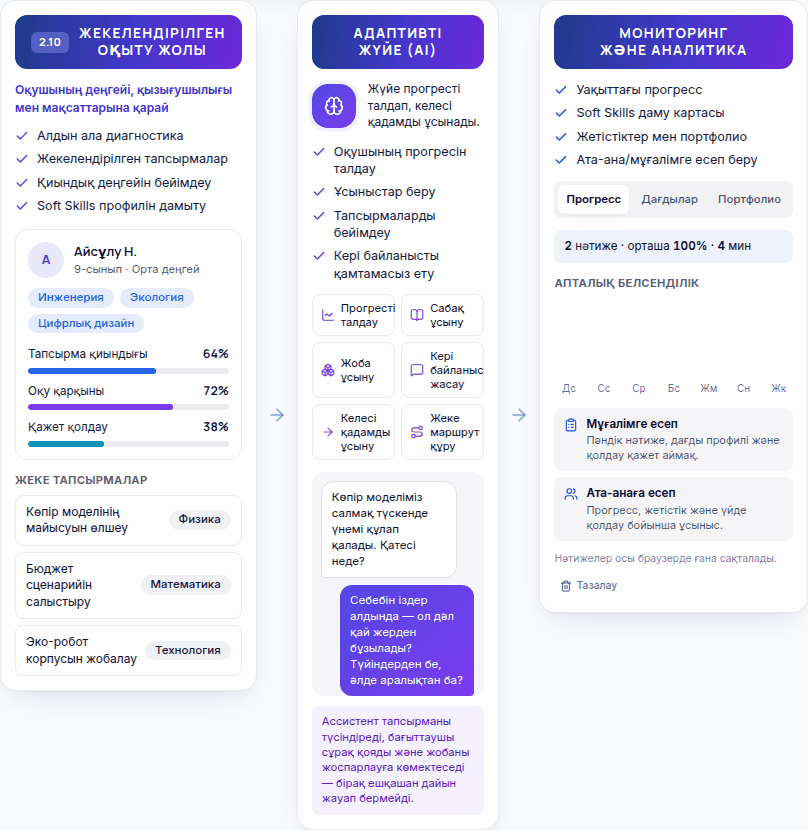 2.10
ЖЕКЕЛЕНДІРІЛГЕН
ОҚЫТУ ЖОЛЫ
Оқушының деңгейі, қызығушылығы
мен мақсаттарына қарай
Алдын ала диагностика
Жекелендірілген тапсырмалар
Қиындық деңгейін бейімдеу
Soft Skills профилін дамыту
А
Айсұлу Н.
9-сынып · Орта деңгей
Инженерия
Экология
Цифрлық дизайн
Тапсырма қиындығы 64%
Оқу қарқыны 72%
Қажет қолдау 38%
ЖЕКЕ ТАПСЫРМАЛАР
Көпір моделінің
майысуын өлшеу
Физика
Бюджет
сценарийін
салыстыру
Математика
Эко-робот
корпусын жобалау
Технология
АДАПТИВТІ
ЖҮЙЕ (AI)
Жүйе прогресті
талдап, келесі
қадамды ұсынады.
Оқушының прогресін
талдау
Ұсыныстар беру
Тапсырмаларды
бейімдеу
Кері байланысты
қамтамасыз ету
Прогресті
талдау
Сабақ
ұсыну
Жоба
ұсыну
Кері
байланыс
жасау
Келесі
қадамды
ұсыну
Жеке
маршрут
құру
Көпір моделіміз
салмақ түскенде
үнемі құлап
қалады. Қатесі
неде?
Себебін іздер
алдында — ол дәл
қай жерден
бұзылады?
Түйіндерден бе,
әлде аралықтан ба?
Ассистент тапсырманы
түсіндіреді, бағыттаушы
сұрақ қояды және жобаны
жоспарлауға көмектеседі
— бірақ ешқашан дайын
жауап бермейді.
МОНИТОРИНГ
ЖӘНЕ АНАЛИТИКА
Уақыттағы прогресс
Soft Skills даму картасы
Жетістіктер мен портфолио
Ата-ана/мұғалімге есеп беру
Прогресс
Дағдылар
Портфолио
2 нәтиже · орташа 100% · 4 мин
АПТАЛЫҚ БЕЛСЕНДІЛІК
Дс Сс Ср Бс Жм Сн Жк
Мұғалімге есеп
Пәндік нәтиже, дағды профилі және
қолдау қажет аймақ.
Ата-анаға есеп
Прогресс, жетістік және үйде
қолдау бойынша ұсыныс.
Нәтижелер осы браузерде ғана сақталады.
Тазалау